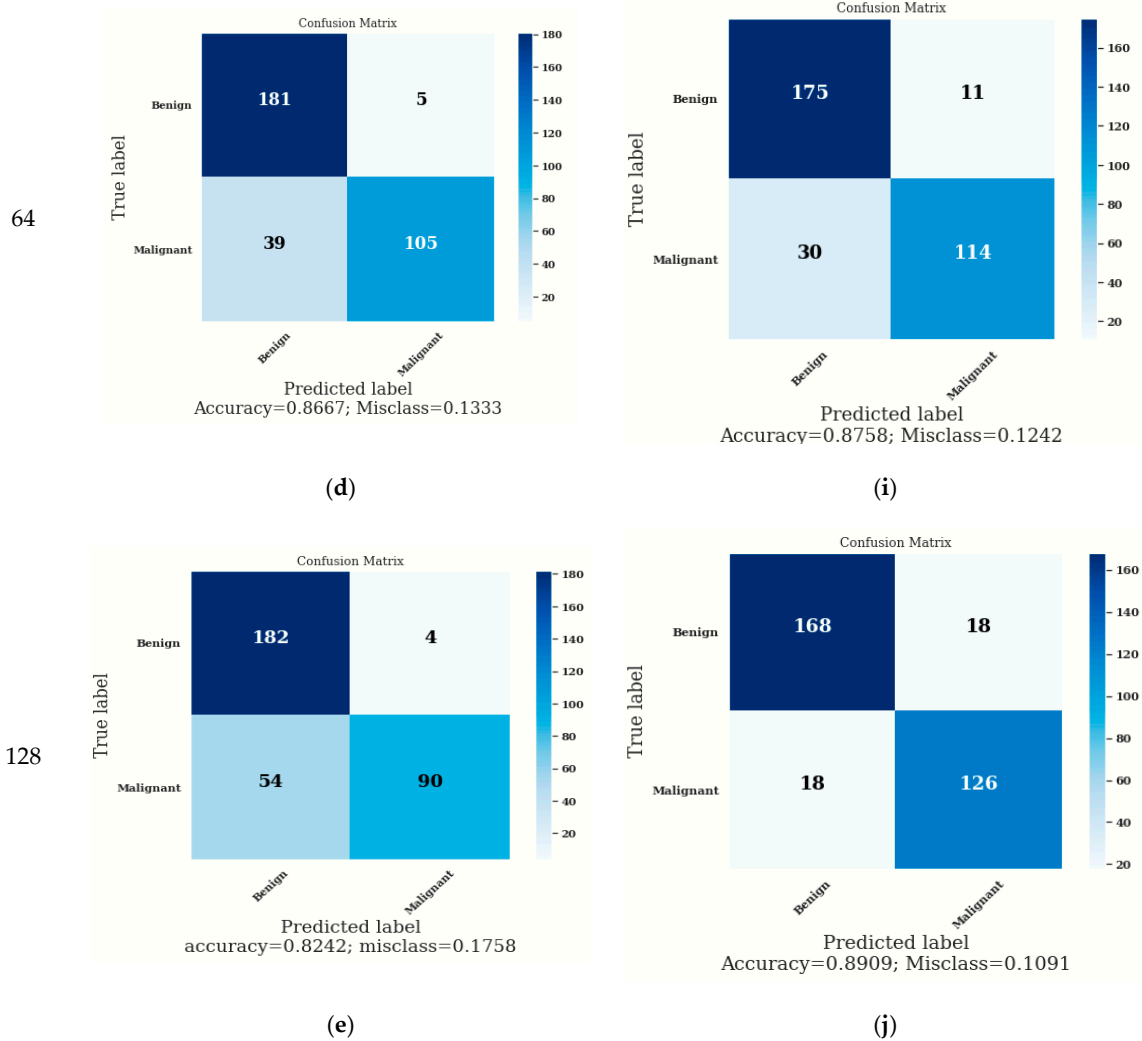 Confusion Matrix
180
160
140
120
100
80
60
40
20
Benign
181
5
True label
Malignant
39
105
Benign
Malignant
Predicted label
Accuracy=0.8667; Misclass=0.1333
64
(d)
Confusion Matrix
160
140
120
100
80
60
40
20
Benign
175
11
True label
Malignant
30
114
Benign
Malignant
Predicted label
Accuracy=0.8758; Misclass=0.1242
(i)
Confusion Matrix
180
160
140
120
100
80
60
40
20
Benign
182
4
True label
Malignant
54
90
Benign
Malignant
Predicted label
accuracy=0.8242; misclass=0.1758
128
(e)
Confusion Matrix
160
140
120
100
80
60
40
20
Benign
168
18
True label
Malignant
18
126
Benign
Malignant
Predicted label
Accuracy=0.8909; Misclass=0.1091
(j)